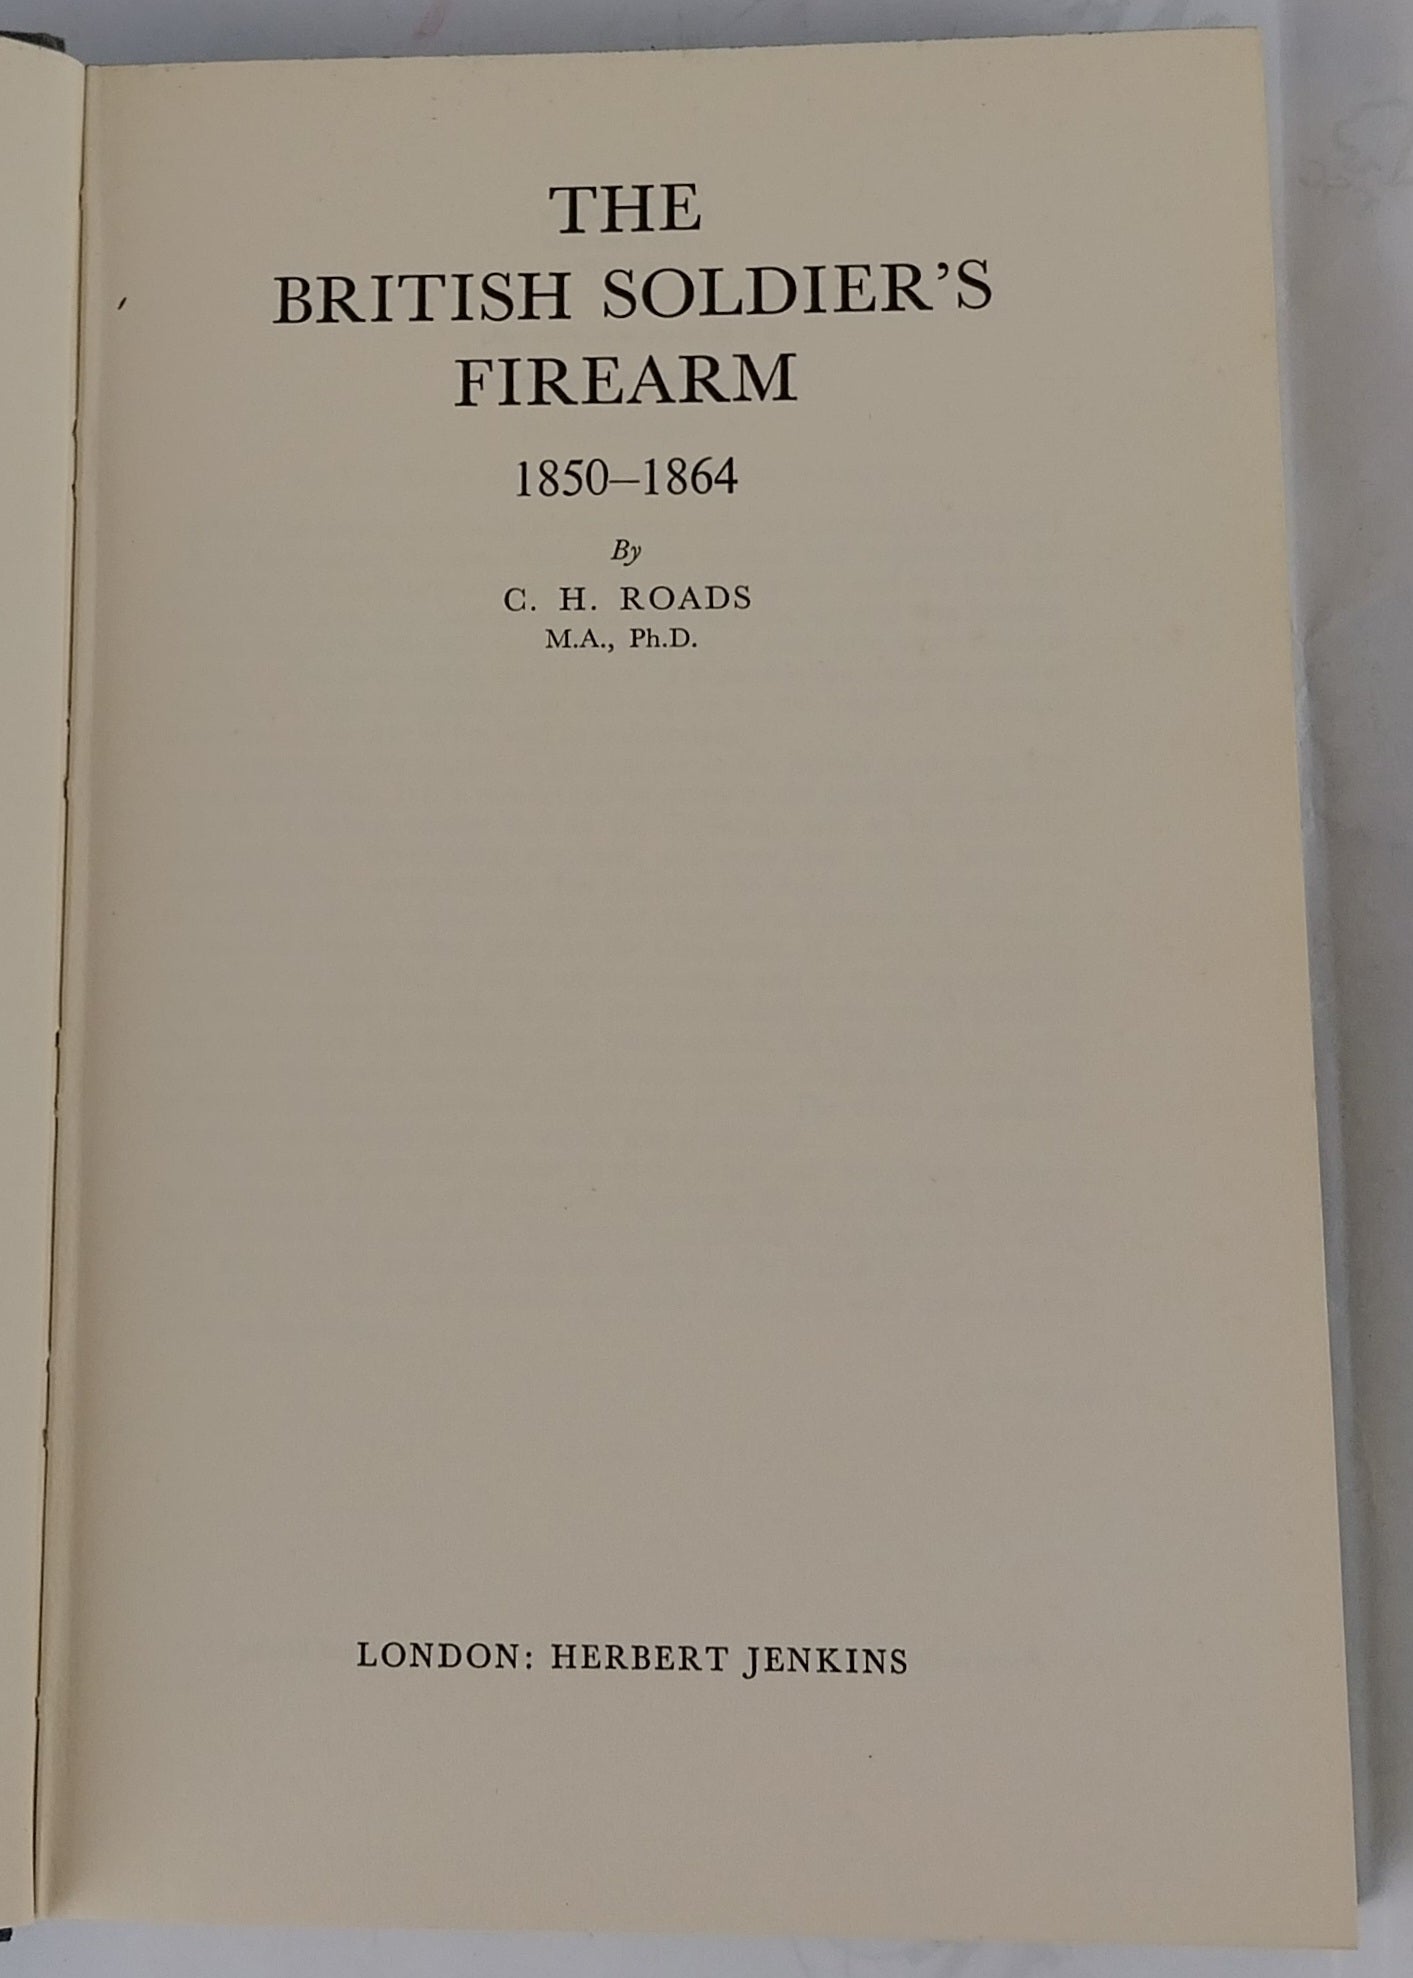 THE
BRITISH SOLDIER’S
FIREARM
1850–1864
By
C. H. ROADS
M.A., Ph.D.
LONDON: HERBERT JENKINS